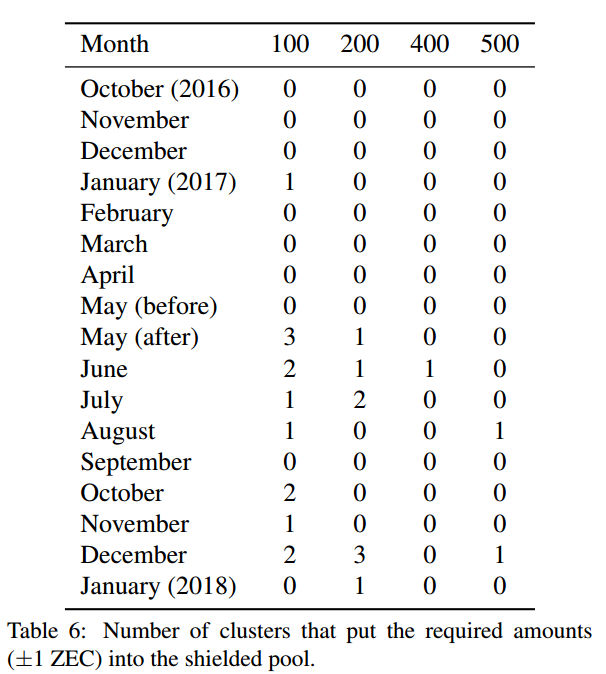 Month 100 200 400 500
October (2016) 0 0 0 0
November 0 0 0 0
December 0 0 0 0
January (2017) 1 0 0 0
February 0 0 0 0
March 0 0 0 0
April 0 0 0 0
May (before) 0 0 0 0
May (after) 3 1 0 0
June 2 1 1 0
July 1 2 0 0
August 1 0 0 1
September 0 0 0 0
October 2 0 0 0
November 1 0 0 0
December 2 3 0 1
January (2018) 0 1 0 0
Table 6: Number of clusters that put the required amounts
(±1 ZEC) into the shielded pool.